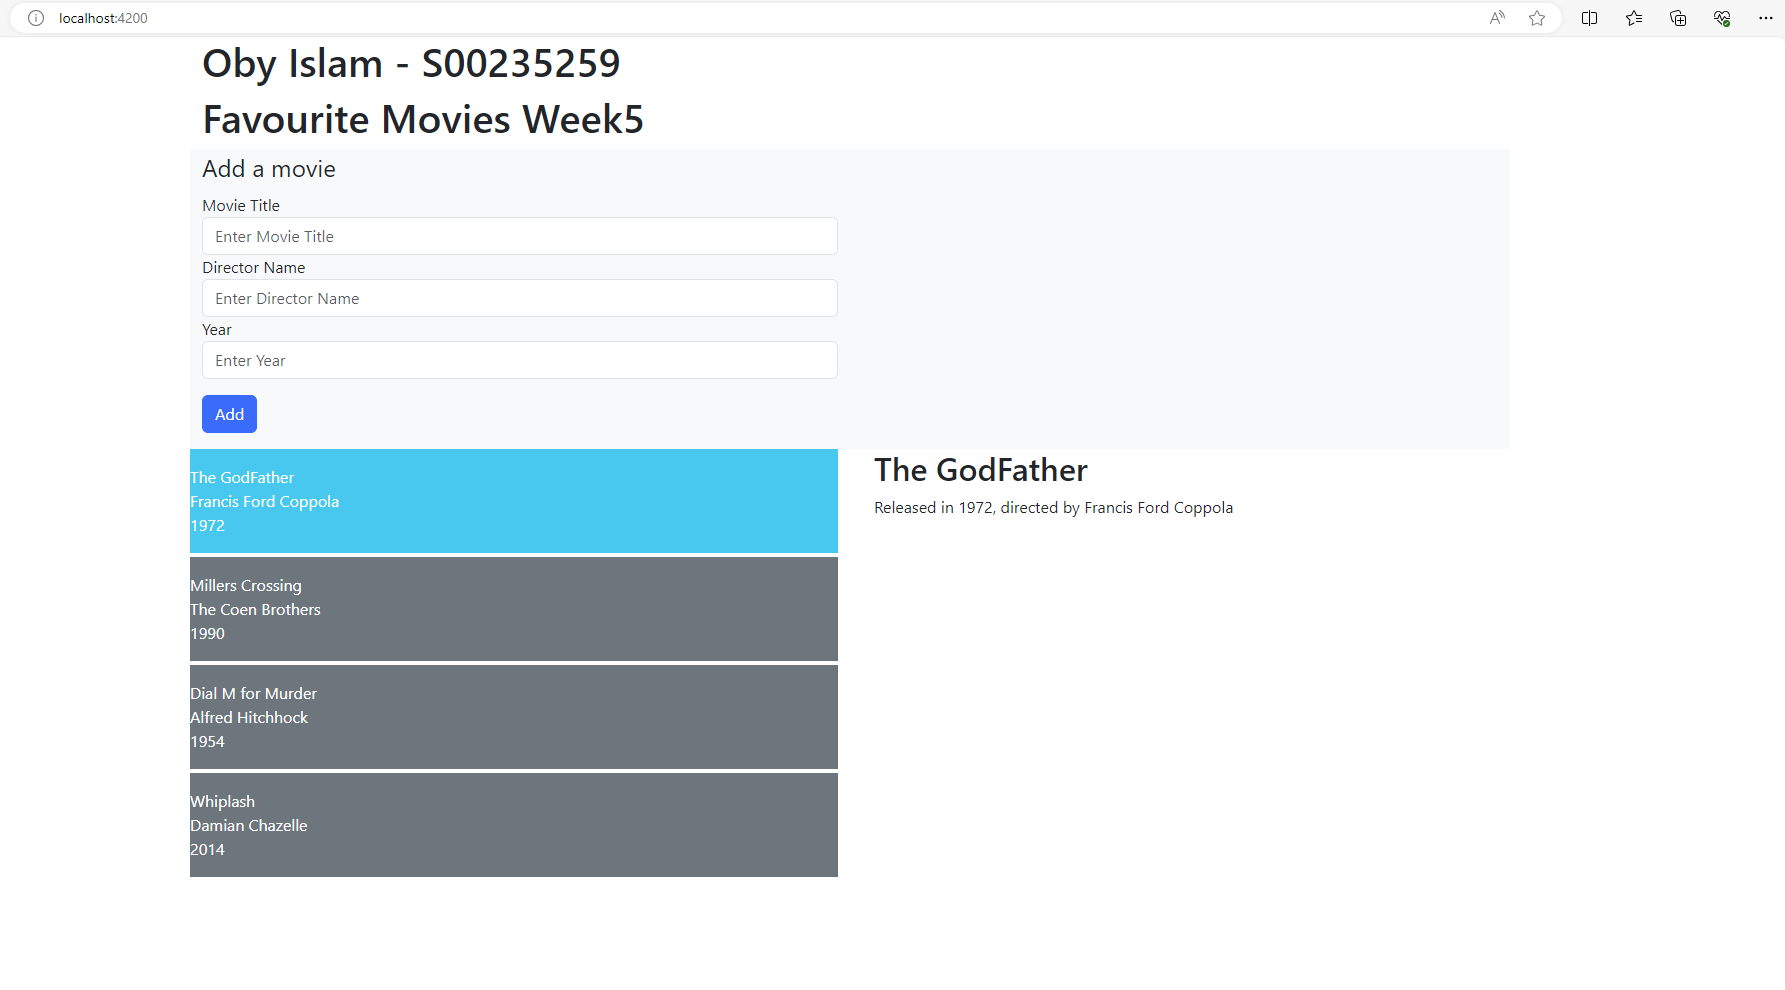 localhost:4200
Oby Islam - S00235259
Favourite Movies Week5
Add a movie
Movie Title
Enter Movie Title
Director Name
Enter Director Name
Year
Enter Year
Add
The GodFather
Francis Ford Coppola
1972
The GodFather
Released in 1972, directed by Francis Ford Coppola
Millers Crossing
The Coen Brothers
1990
Dial M for Murder
Alfred Hitchhock
1954
Whiplash
Damian Chazelle
2014